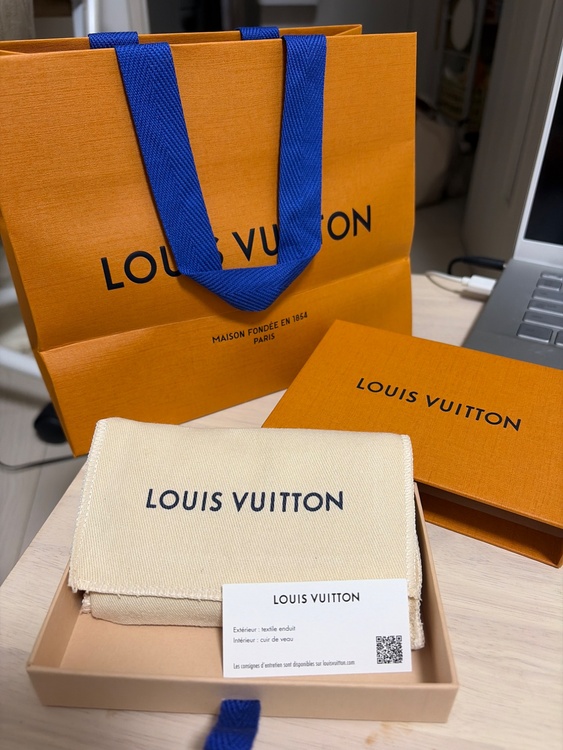 LOUIS VUITTON
MAISON FONDÉE EN 1854
PARIS
LOUIS VUITTON
LOUIS VUITTON
LOUIS VUITTON
Extérieur : textile enduit
Intérieur : cuir de veau
Les consignes d'entretien sont disponibles sur louisvuitton.com